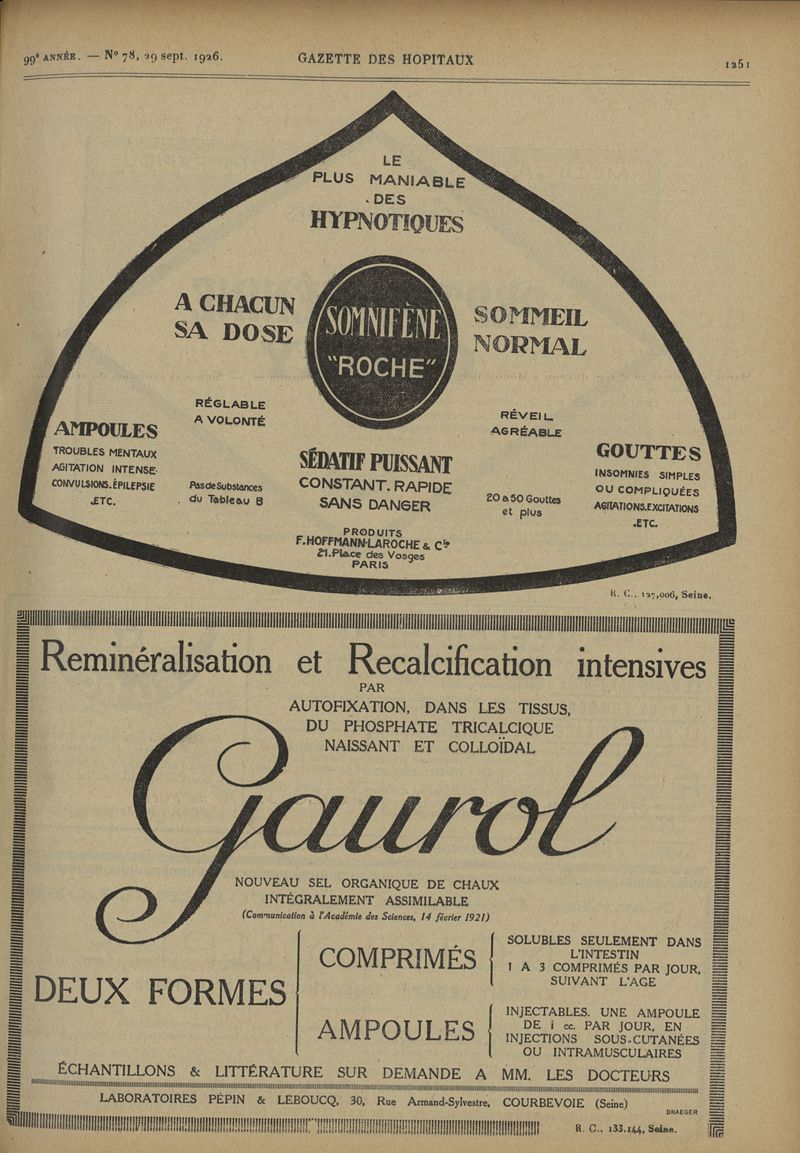 99e ANNÉE. — No 78, 29 sept. 1926.
GAZETTE DES HOPITAUX
1251
LE
PLUS MANIABLE
DES
HYPNOTIQUES
A CHACUN
SA DOSE
SOMNIFÈNE
"ROCHE"
SOMMEIL
NORMAL
RÉGLABLE
A VOLONTÉ
RÉVEIL
AGRÉABLE
AMPOULES
TROUBLES MENTAUX
AGITATION INTENSE
CONVULSIONS.ÉPILEPSIE
.ETC.
Pas de Substances
du Tableau B
SÉDATIF PUISSANT
CONSTANT. RAPIDE
SANS DANGER
20 a 50 Gouttes
et plus
GOUTTES
INSOMNIES SIMPLES
OU COMPLIQUÉES
AGITATIONS.EXCITATIONS
.ETC.
PRODUITS
F.HOFFMANN-LAROCHE & Cie
21.Place des Vosges
PARIS
R. C.. 127,006, Seine.
Reminéralisation et Recalcification intensives
PAR
AUTOFIXATION, DANS LES TISSUS,
DU PHOSPHATE TRICALCIQUE
NAISSANT ET COLLOÏDAL
Gaurol
NOUVEAU SEL ORGANIQUE DE CHAUX
INTÉGRALEMENT ASSIMILABLE
(Communication à l'Académie des Sciences, 14 février 1921)
DEUX FORMES
COMPRIMÉS
SOLUBLES SEULEMENT DANS
L'INTESTIN
1 A 3 COMPRIMÉS PAR JOUR,
SUIVANT L'AGE
AMPOULES
INJECTABLES. UNE AMPOULE
DE 1 cc. PAR JOUR, EN
INJECTIONS SOUS-CUTANÉES
OU INTRAMUSCULAIRES
ÉCHANTILLONS & LITTÉRATURE SUR DEMANDE A MM. LES DOCTEURS
LABORATOIRES PÉPIN & LEBOUCQ, 30, Rue Armand-Sylvestre, COURBEVOIE (Seine)
DRAEGER
R. C.. 133.144, Seine.